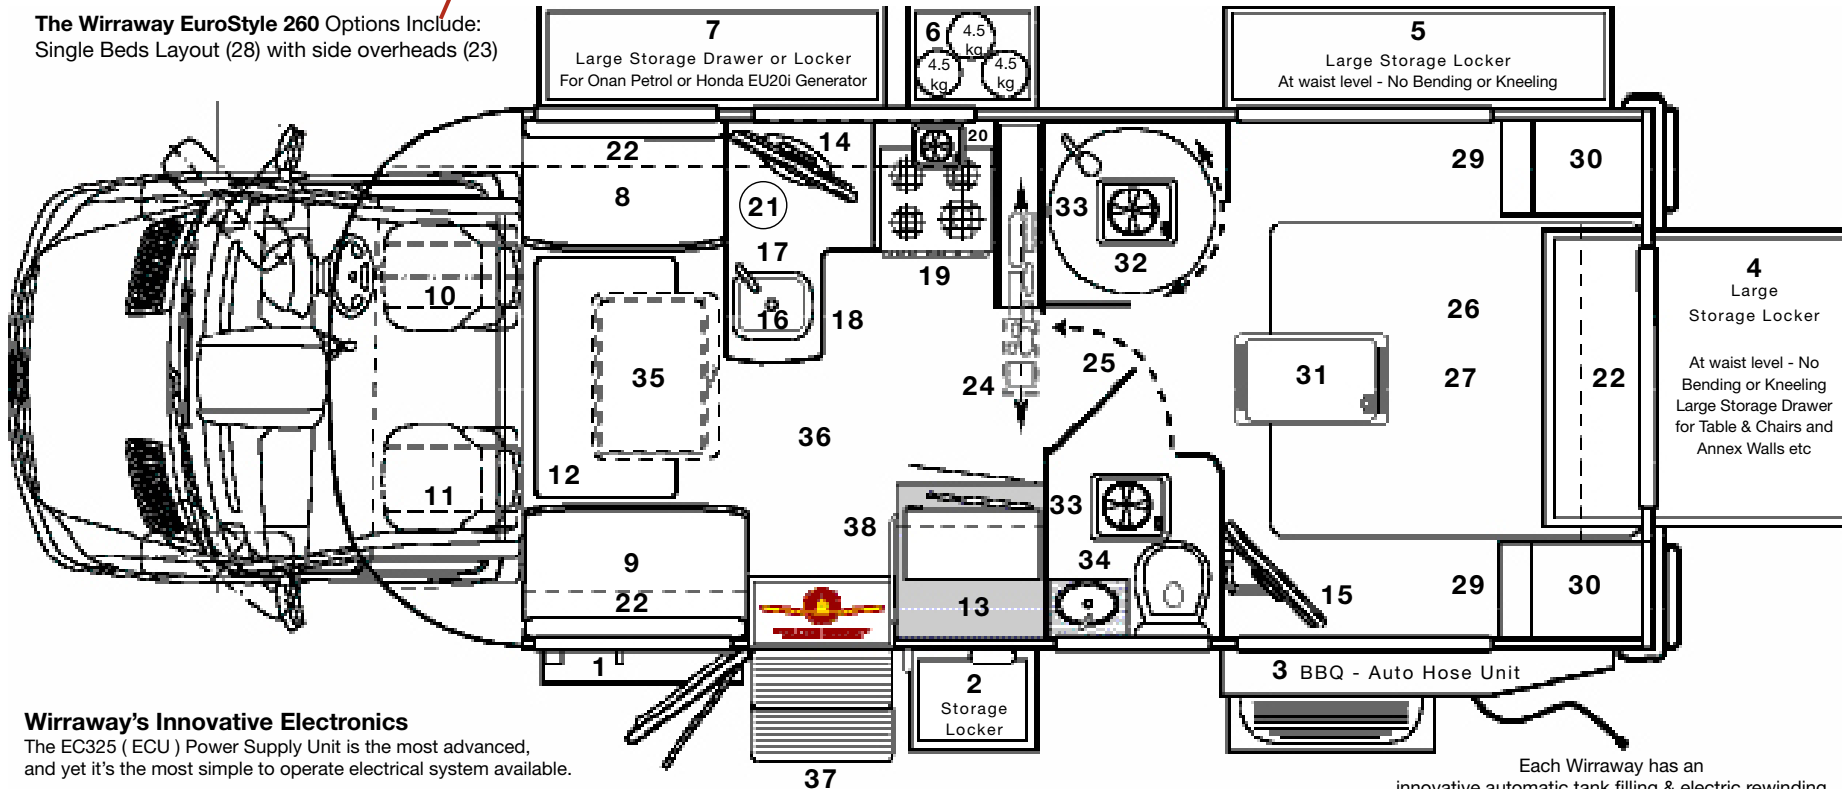 The Wirraway EuroStyle 260 Options Include:
Single Beds Layout (28) with side overheads (23)
7
Large Storage Drawer or Locker
For Onan Petrol or Honda EU20i Generator
6
4.5
kg
4.5
kg
4.5
kg
5
Large Storage Locker
At waist level - No Bending or Kneeling
22
8
14
20
21
17
16
18
19
33
32
29
30
10
35
24
25
26
31
27
22
4
Large
Storage Locker
At waist level - No
Bending or Kneeling
Large Storage Drawer
for Table & Chairs and
Annex Walls etc
36
11
12
38
33
9
22
13
34
15
29
30
1
2
Storage
Locker
3 BBQ - Auto Hose Unit
37
Wirraway's Innovative Electronics
The EC325 ( ECU ) Power Supply Unit is the most advanced,
and yet it's the most simple to operate electrical system available.
Each Wirraway has an
innovative automatic tank filling & electric rewinding